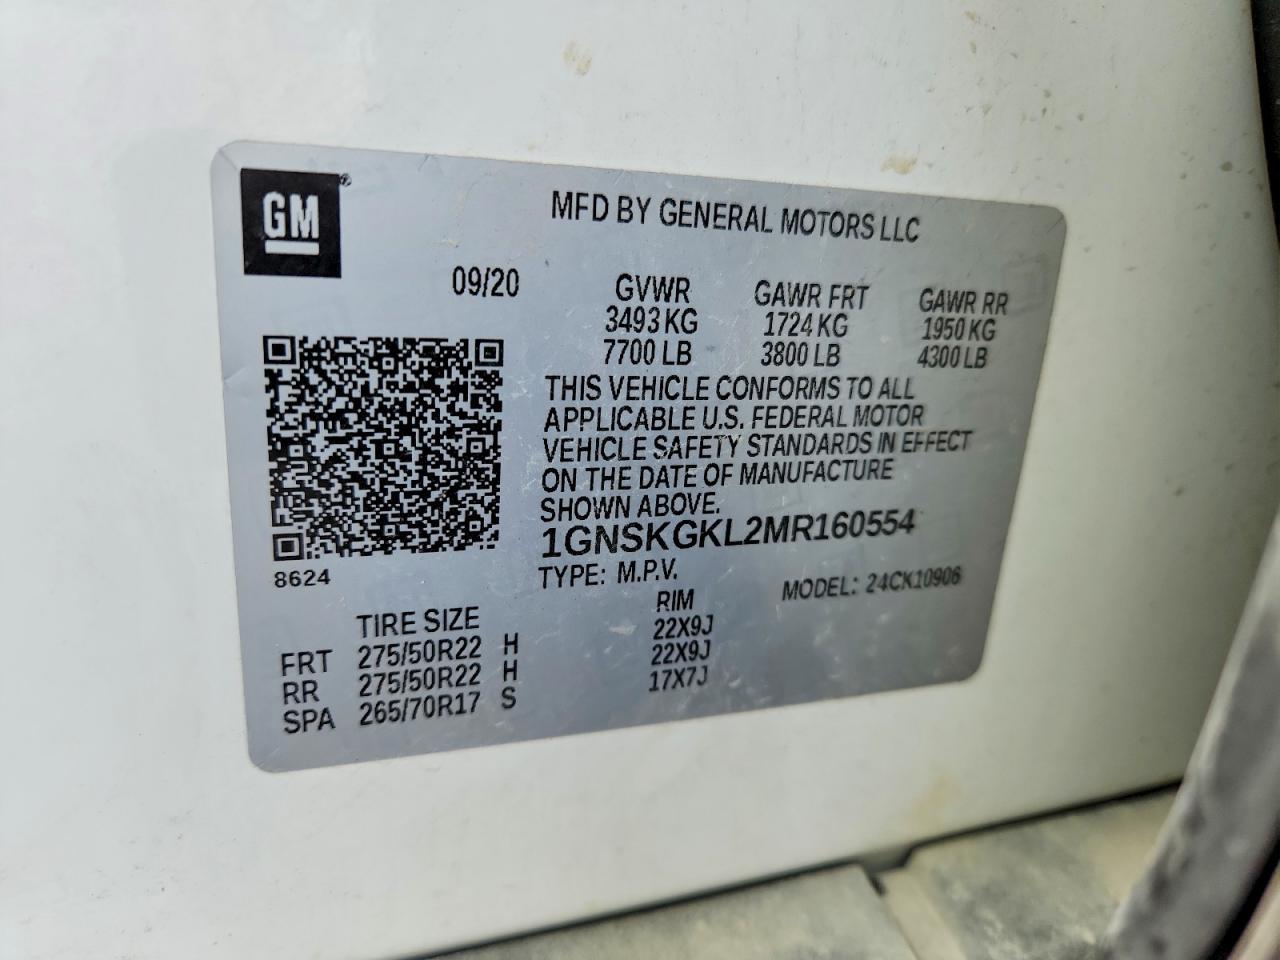 GM®
MFD BY GENERAL MOTORS LLC
09/20
GVWR GAWR FRT GAWR RR
3493 KG 1724 KG 1950 KG
7700 LB 3800 LB 4300 LB
THIS VEHICLE CONFORMS TO ALL
APPLICABLE U.S. FEDERAL MOTOR
VEHICLE SAFETY STANDARDS IN EFFECT
ON THE DATE OF MANUFACTURE
SHOWN ABOVE.
1GNSKGKL2MR160554
8624
TYPE: M.P.V. MODEL: 24CK10906
TIRE SIZE RIM
FRT 275/50R22 H 22X9J
RR 275/50R22 H 22X9J
SPA 265/70R17 S 17X7J